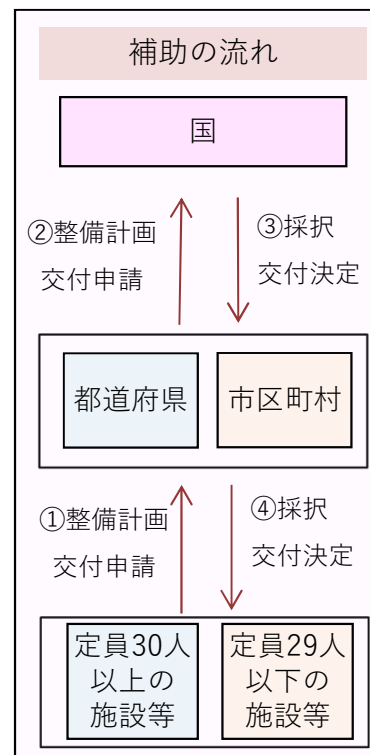 補助の流れ
国
②整備計画
交付申請
③採択
交付決定
都道府県
市区町村
①整備計画
交付申請
④採択
交付決定
定員30人
以上の
施設等
定員29人
以下の
施設等